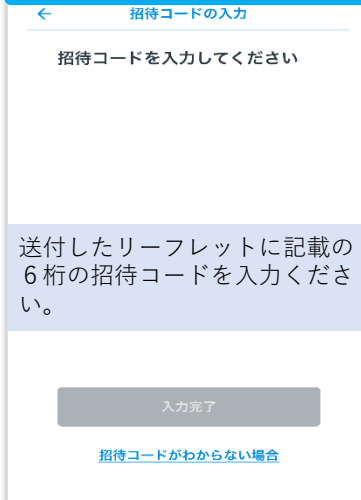 招待コードの入力
招待コードを入力してください
送付したリーフレットに記載の
６桁の招待コードを入力くださ
い。
入力完了
招待コードがわからない場合